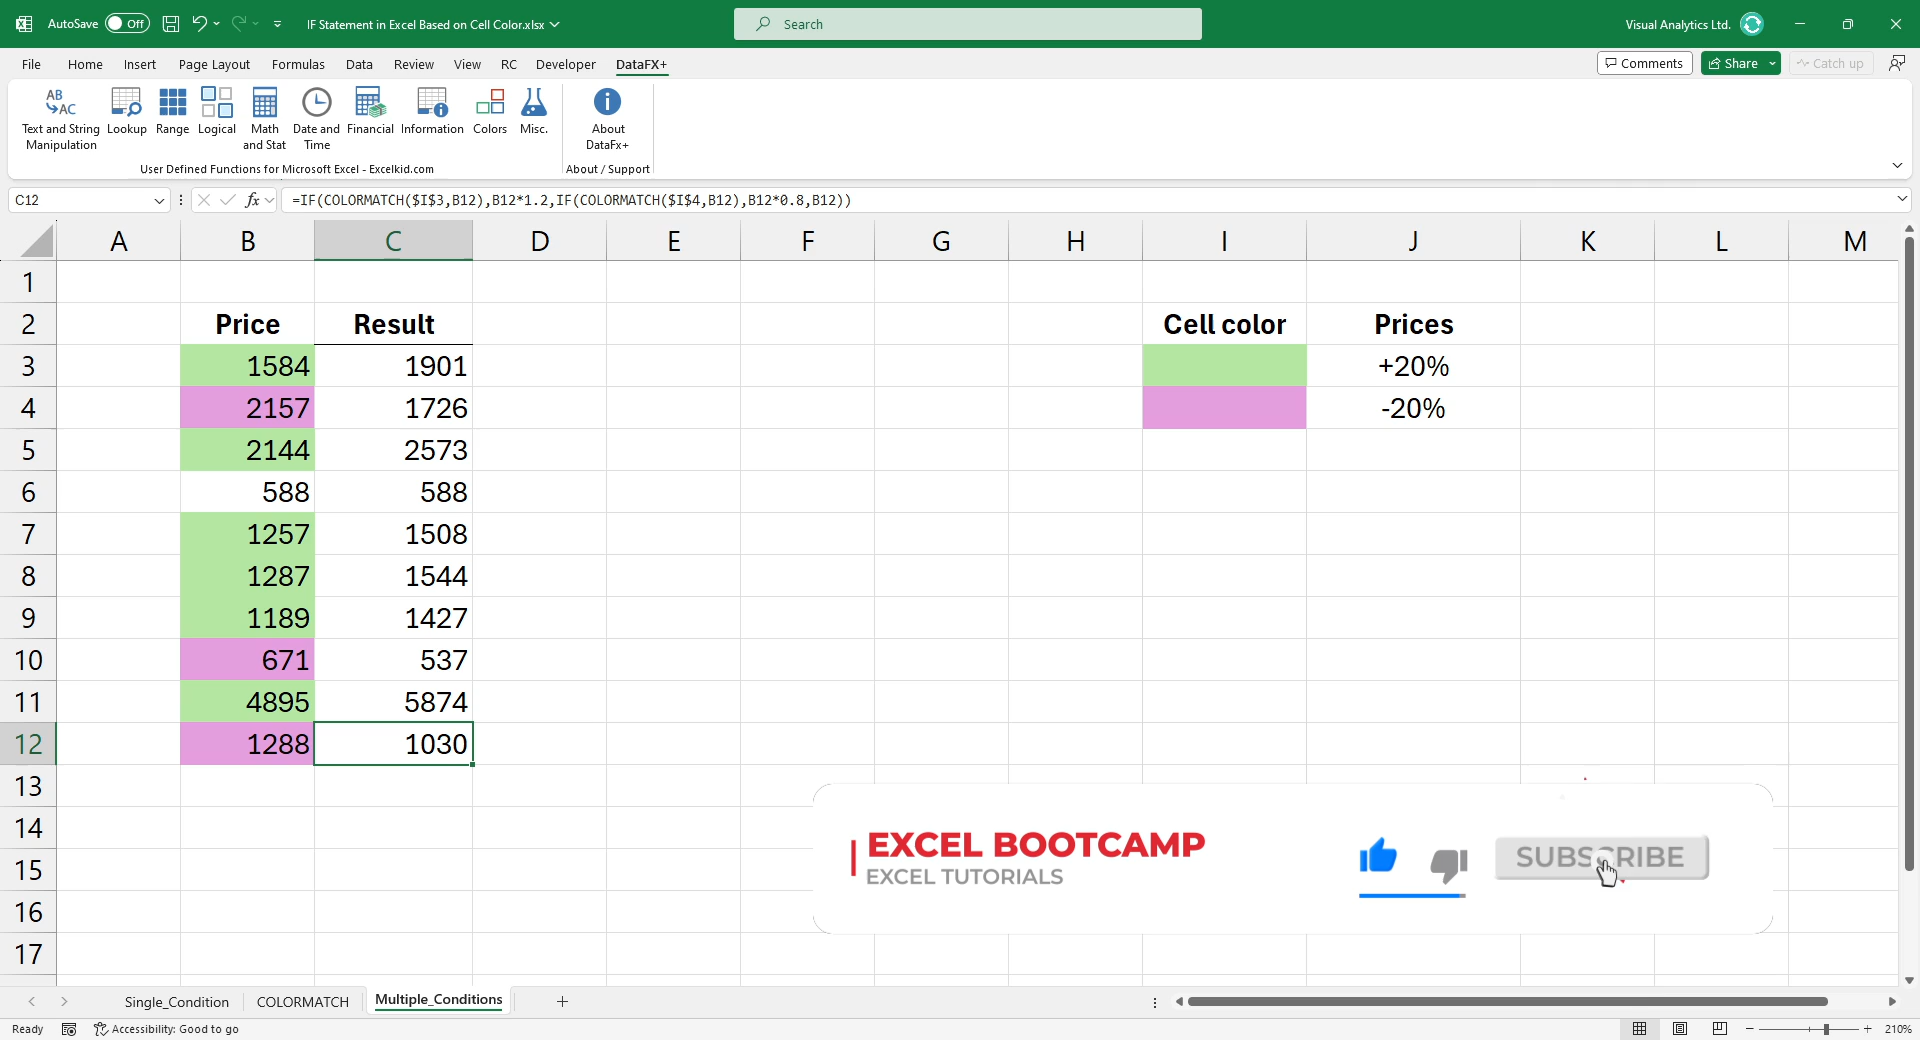 AutoSave Off IF Statement in Excel Based on Cell Color.xlsx Search Visual Analytics Ltd.
File Home Insert Page Layout Formulas Data Review View RC Developer DataFX+ Comments Share Catch up
AB
AC
Text and String Manipulation Lookup Range Logical Math and Stat Date and Time Financial Information Colors Misc. About DataFx+
User Defined Functions for Microsoft Excel - Excelkid.com About / Support
C12 fx =IF(COLORMATCH($I$3,B12),B12*1.2,IF(COLORMATCH($I$4,B12),B12*0.8,B12))
A B C D E F G H I J K L M
1
2 Price Result Cell color Prices
3 1584 1901 +20%
4 2157 1726 -20%
5 2144 2573
6 588 588
7 1257 1508
8 1287 1544
9 1189 1427
10 671 537
11 4895 5874
12 1288 1030
13
14
15
16
17
EXCEL BOOTCAMP
EXCEL TUTORIALS
SUBSCRIBE
Single_Condition COLORMATCH Multiple_Conditions
Ready Accessibility: Good to go 210%